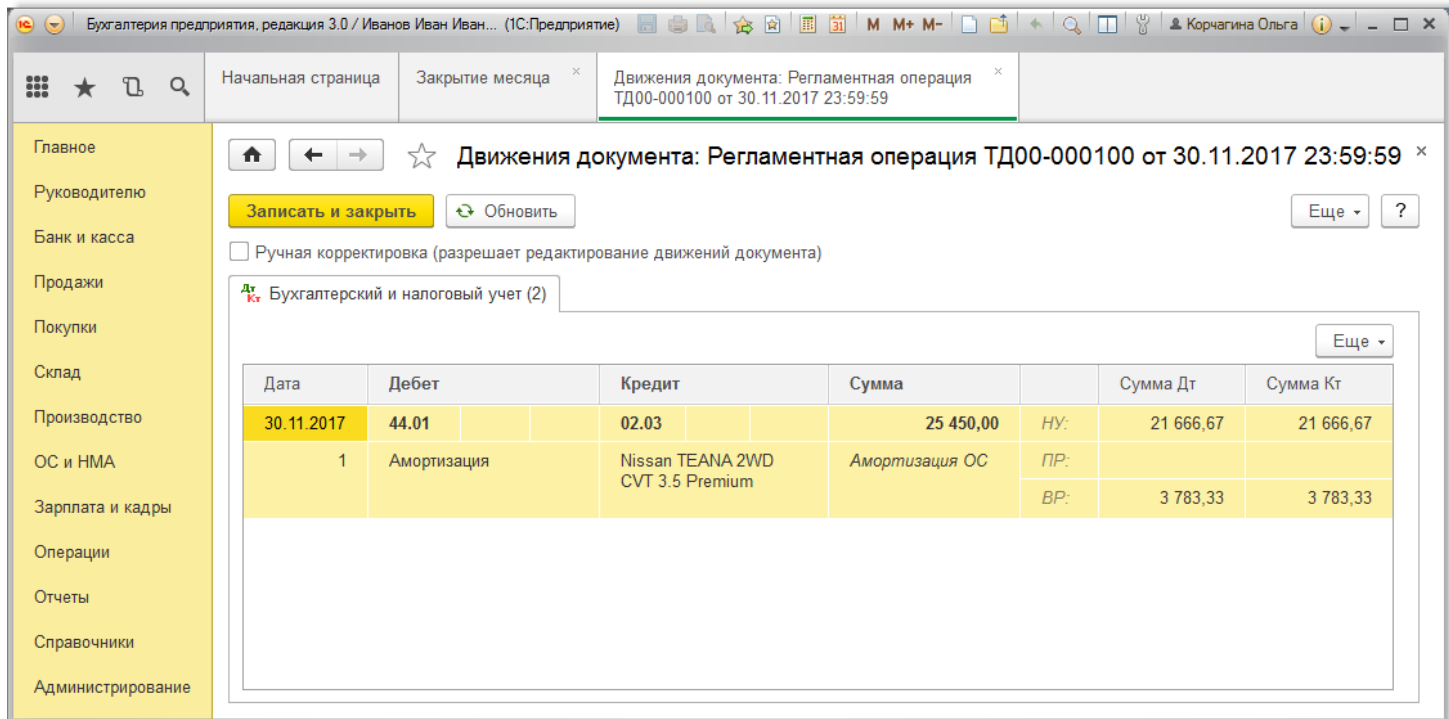 Бухгалтерия предприятия, редакция 3.0 / Иванов Иван Иван... (1С:Предприятие) 31 M M+ M- Корчагина Ольга
Начальная страница
Закрытие месяца
Движения документа: Регламентная операция
ТД00-000100 от 30.11.2017 23:59:59
Главное
Руководителю
Банк и касса
Продажи
Покупки
Склад
Производство
ОС и НМА
Зарплата и кадры
Операции
Отчеты
Справочники
Администрирование
Движения документа: Регламентная операция ТД00-000100 от 30.11.2017 23:59:59
Записать и закрыть Обновить Еще ?
Ручная корректировка (разрешает редактирование движений документа)
Дт Кт Бухгалтерский и налоговый учет (2)
Еще
Дата Дебет Кредит Сумма Сумма Дт Сумма Кт
30.11.2017 44.01 02.03 25 450,00 НУ: 21 666,67 21 666,67
1 Амортизация Nissan TEANA 2WD Амортизация ОС ПР:
CVT 3.5 Premium
ВР: 3 783,33 3 783,33